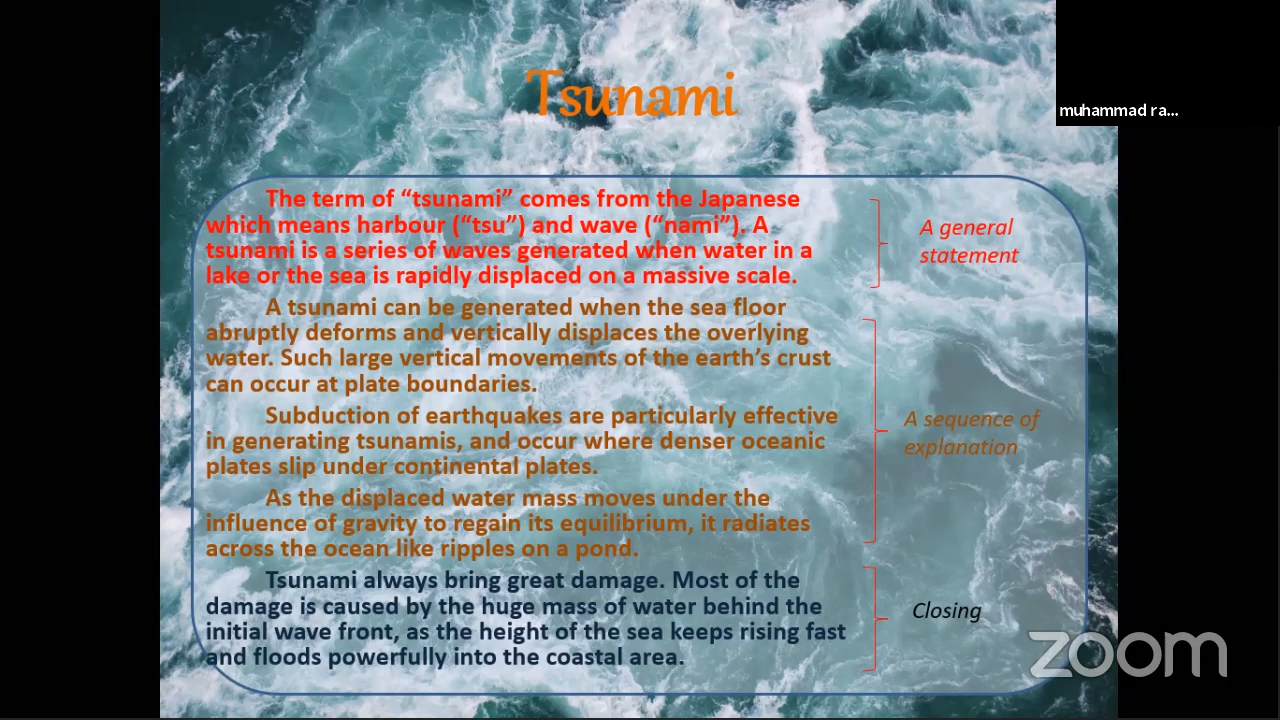 Tsunami
muhammad ra...
The term of “tsunami” comes from the Japanese
which means harbour (“tsu”) and wave (“nami”). A
tsunami is a series of waves generated when water in a
lake or the sea is rapidly displaced on a massive scale.
A general
statement
A tsunami can be generated when the sea floor
abruptly deforms and vertically displaces the overlying
water. Such large vertical movements of the earth’s crust
can occur at plate boundaries.
Subduction of earthquakes are particularly effective
in generating tsunamis, and occur where denser oceanic
plates slip under continental plates.
As the displaced water mass moves under the
influence of gravity to regain its equilibrium, it radiates
across the ocean like ripples on a pond.
A sequence of
explanation
Tsunami always bring great damage. Most of the
damage is caused by the huge mass of water behind the
initial wave front, as the height of the sea keeps rising fast
and floods powerfully into the coastal area.
Closing
zoom